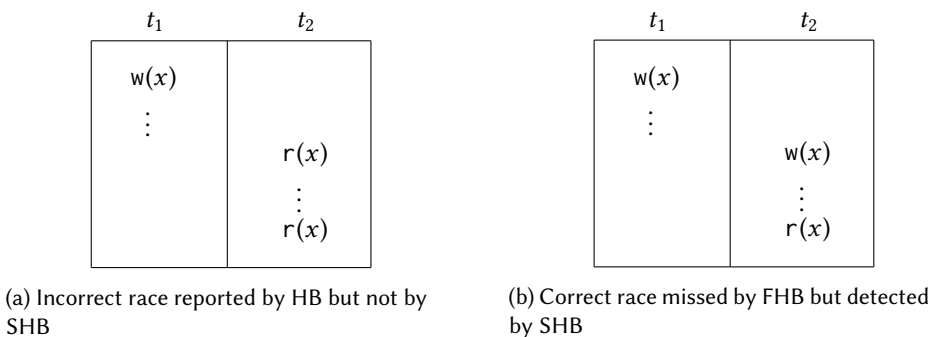 t₁ t₂
w(x)
⋮
r(x)
⋮
r(x)
(a) Incorrect race reported by HB but not by
SHB
t₁ t₂
w(x)
⋮
w(x)
⋮
r(x)
(b) Correct race missed by FHB but detected
by SHB